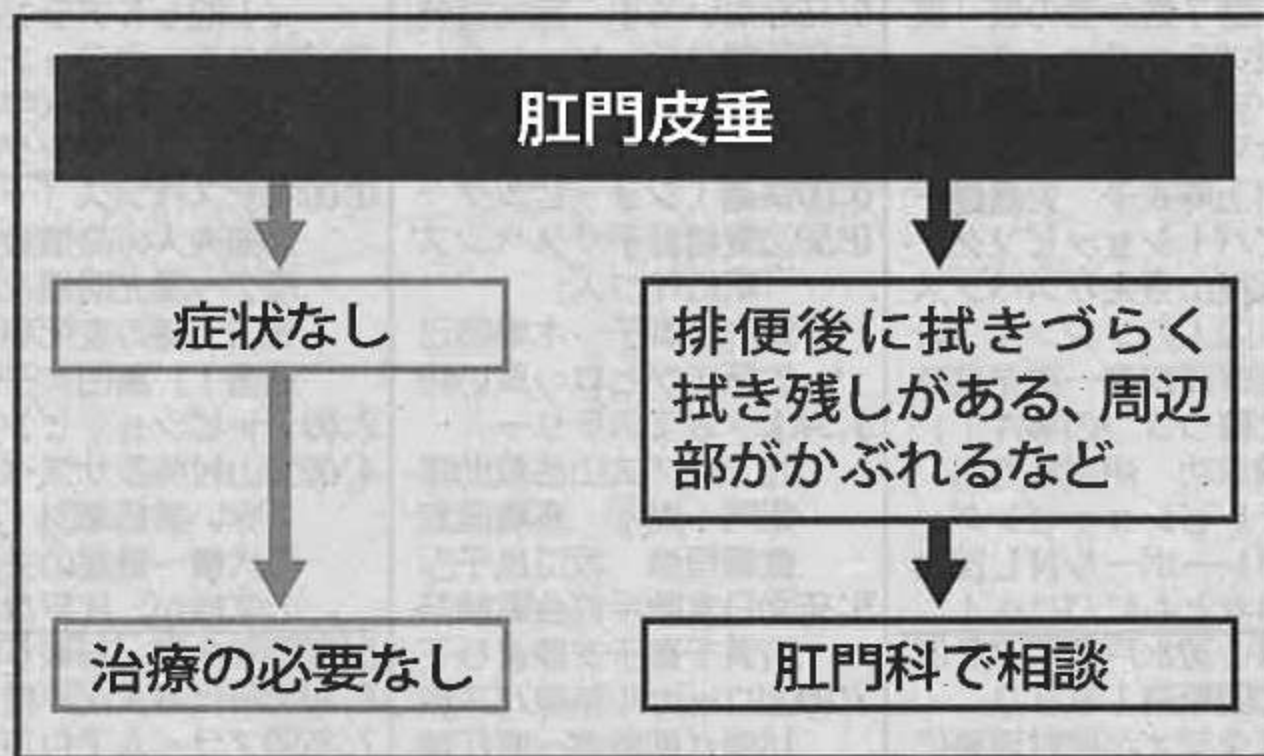 肛門皮垂
症状なし
治療の必要なし
排便後に拭きづらく
拭き残しがある、周辺
部がかぶれるなど
肛門科で相談